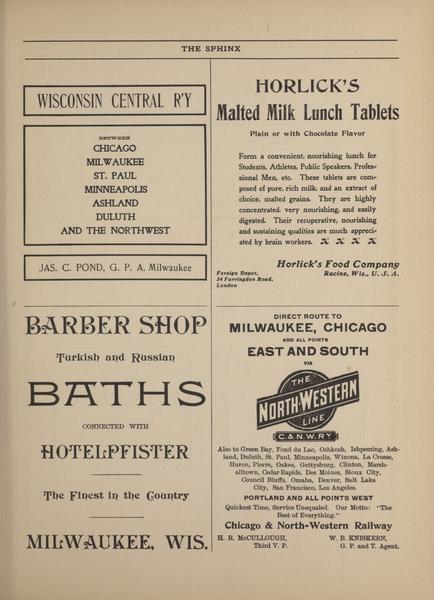 THE SPHINX
WISCONSIN CENTRAL R'Y
BETWEEN
CHICAGO
MILWAUKEE
ST. PAUL
MINNEAPOLIS
ASHLAND
DULUTH
AND THE NORTHWEST
JAS. C. POND, G. P. A. Milwaukee
HORLICK'S
Malted Milk Lunch Tablets
Plain or with Chocolate Flavor
Form a convenient, nourishing lunch for
Students, Athletes, Public Speakers, Profes-
sional Men, etc. These tablets are com-
posed of pure, rich milk, and an extract of
choice, malted grains. They are highly
concentrated, very nourishing, and easily
digested. Their recuperative, nourishing
and sustaining qualities are much appreci-
ated by brain workers.
Horlick's Food Company
Foreign Depot,
34 Farringdon Road,
London
Racine, Wis., U. S. A.
BARBER SHOP
Turkish and Russian
BATHS
CONNECTED WITH
HOTEL PFISTER
The Finest in the Country
MILWAUKEE, WIS.
DIRECT ROUTE TO
MILWAUKEE, CHICAGO
AND ALL POINTS
EAST AND SOUTH
VIA
THE
NORTH-WESTERN
LINE
C. & N. W. RY
Also to Green Bay, Fond du Lac, Oshkosh, Ishpeming, Ash-
land, Duluth, St. Paul, Minneapolis, Winona, La Crosse,
Huron, Pierre, Oakes, Gettysburg, Clinton, Marsh-
alltown, Cedar Rapids, Des Moines, Sioux City,
Council Bluffs, Omaha, Denver, Salt Lake
City, San Francisco, Los Angeles.
PORTLAND AND ALL POINTS WEST
Quickest Time, Service Unequaled. Our Motto: "The
Best of Everything."
Chicago & North-Western Railway
H. R. McCULLOUGH,
Third V. P.
W. B. KNISKERN,
G. P. and T. Agent.